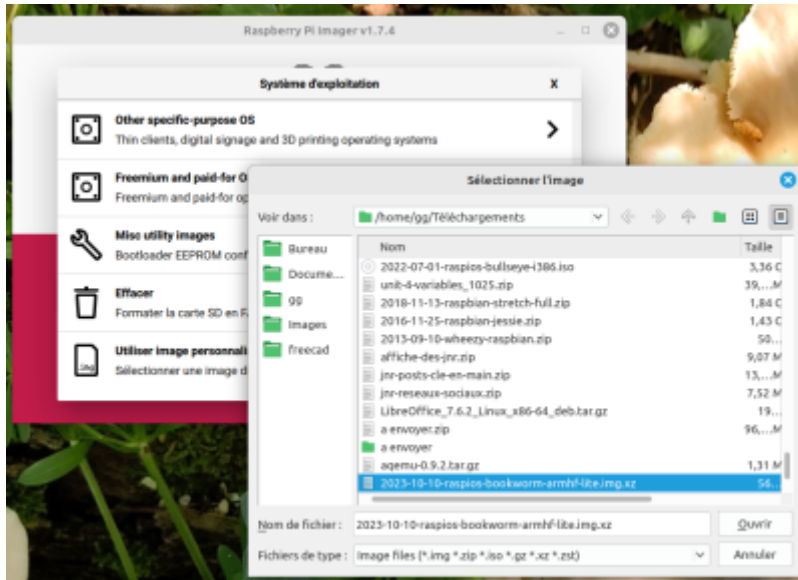 Raspberry Pi Imager v1.7.4
Système d'exploitation X
Other specific-purpose OS
Thin clients, digital signage and 3D printing operating systems
Freemium and paid-for O
Freemium and paid-for op
Misc utility images
Bootloader EEPROM conf
Effacer
Formater la carte SD en FA
Utiliser image personnali
Sélectionner une image d
Sélectionner l'image
Voir dans : /home/gg/Téléchargements
Bureau
Docume...
gg
Images
freecad
Nom Taille
2022-07-01-raspios-bullseye-i386.iso 3,36 G
unit-4-variables_1025.zip 39,...M
2018-11-13-raspbian-stretch-full.zip 1,84 G
2016-11-25-raspbian-jessie.zip 1,43 G
2013-09-10-wheezy-raspbian.zip 50...
affiche-des-jnr.zip 9,07 M
jnr-posts-cle-en-main.zip 13,...M
jnr-reseaux-sociaux.zip 7,52 M
LibreOffice_7.6.2_Linux_x86-64_deb.tar.gz 19...
a envoyer.zip 96,...M
a envoyer
aqemu-0.9.2.tar.gz 1,31 M
2023-10-10-raspios-bookworm-armhf-lite.img.xz 56...
Nom de fichier : 2023-10-10-raspios-bookworm-armhf-lite.img.xz Ouvrir
Fichiers de type : Image files (*.img *.zip *.iso *.gz *.xz *.zst) Annuler